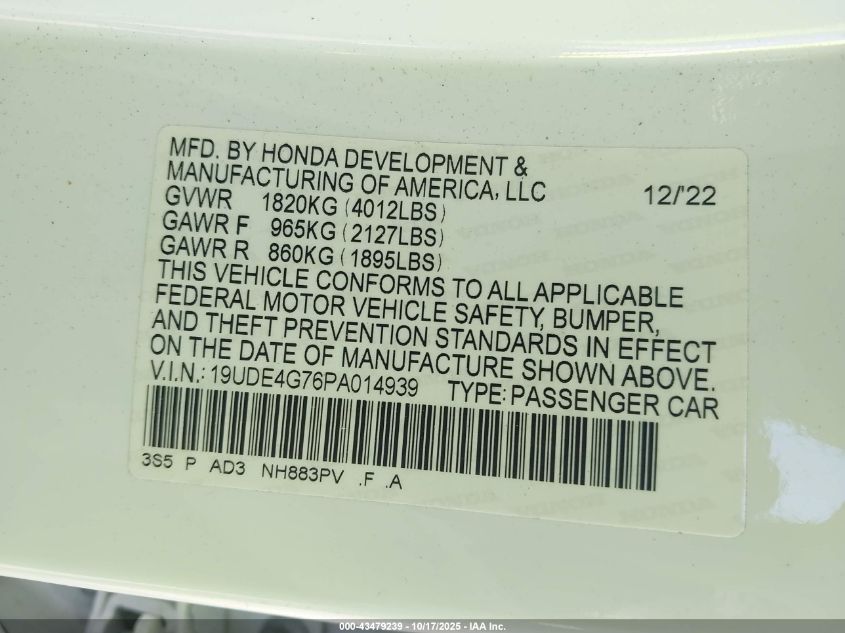 MFD. BY HONDA DEVELOPMENT &
MANUFACTURING OF AMERICA, LLC 12/'22
GVWR 1820KG (4012LBS)
GAWR F 965KG (2127LBS)
GAWR R 860KG (1895LBS)
THIS VEHICLE CONFORMS TO ALL APPLICABLE
FEDERAL MOTOR VEHICLE SAFETY, BUMPER,
AND THEFT PREVENTION STANDARDS IN EFFECT
ON THE DATE OF MANUFACTURE SHOWN ABOVE.
V.I.N.: 19UDE4G76PA014939 TYPE: PASSENGER CAR
3S5 P AD3 NH883PV .F .A
000-43479239 - 10/17/2025 - IAA Inc.